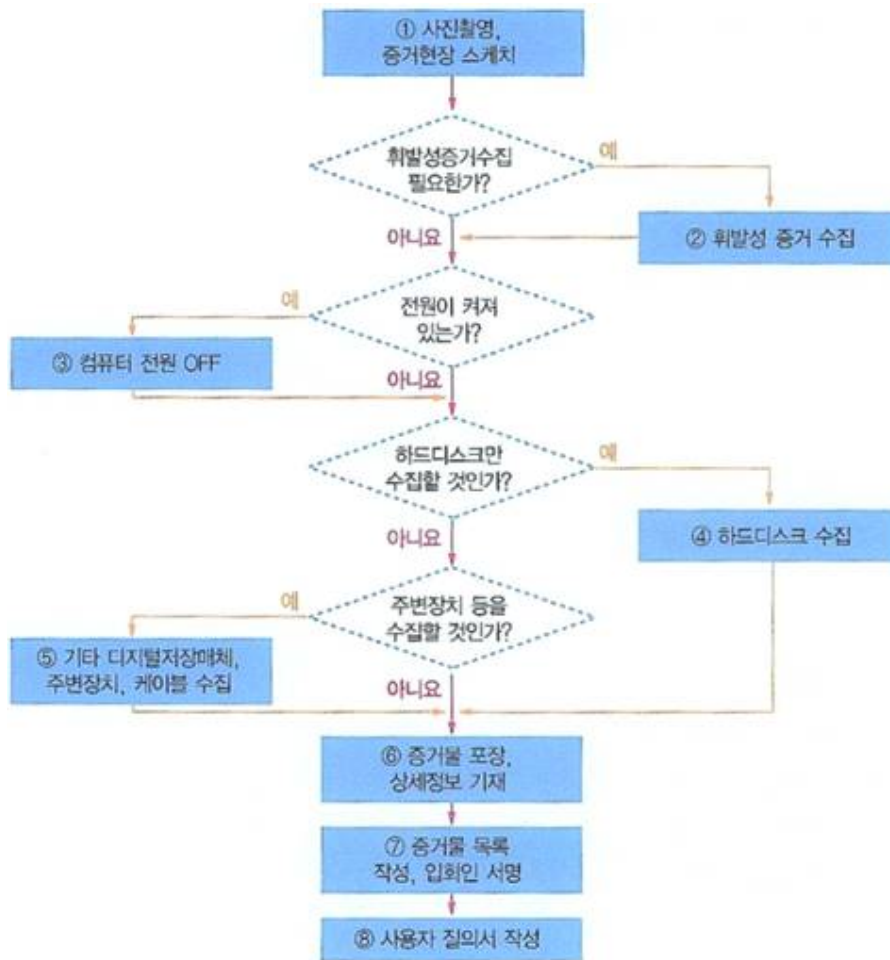 ① 사진촬영,
증거현장 스케치
휘발성증거수집
필요한가?
예
아니요
② 휘발성 증거 수집
예
전원이 켜져
있는가?
③ 컴퓨터 전원 OFF
아니요
하드디스크만
수집할 것인가?
예
아니요
④ 하드디스크 수집
예
주변장치 등을
수집할 것인가?
⑤ 기타 디지털저장매체,
주변장치, 케이블 수집
아니요
⑥ 증거물 포장,
상세정보 기재
⑦ 증거물 목록
작성, 입회인 서명
⑧ 사용자 질의서 작성